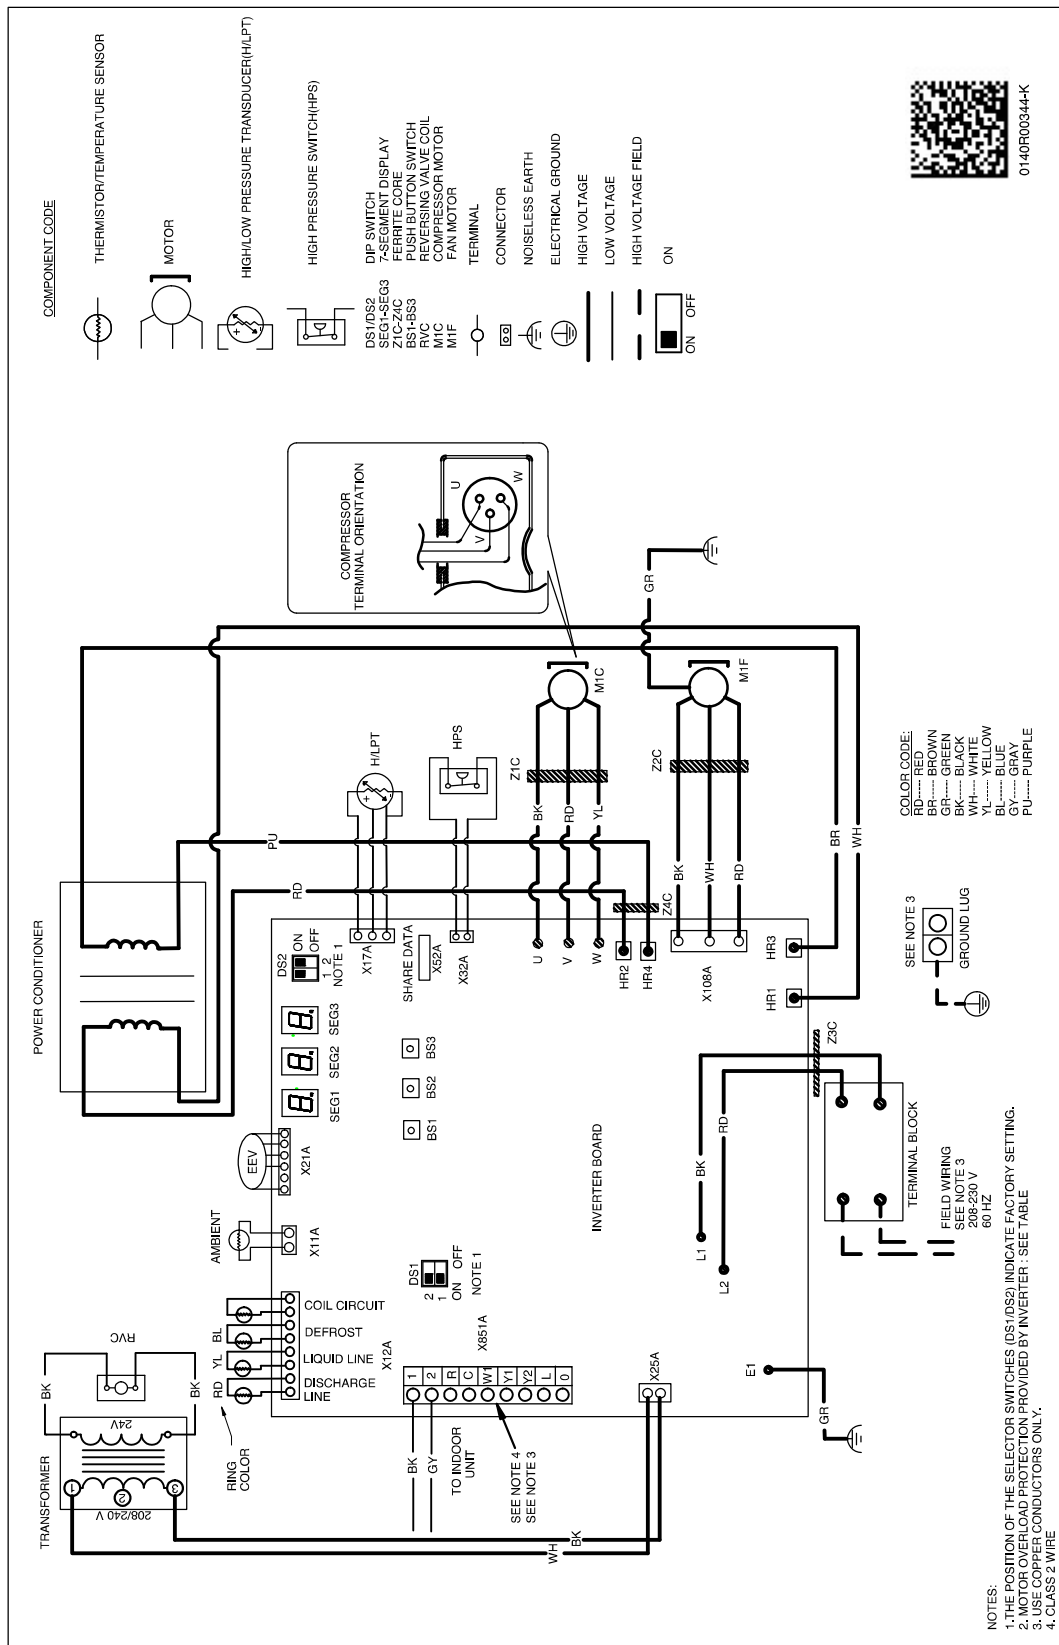 COMPONENT CODE
THERMISTOR/TEMPERATURE SENSOR
MOTOR
HIGH/LOW PRESSURE TRANSDUCER(H/LPT)
HIGH PRESSURE SWITCH(HPS)
DS1/DS2 DIP SWITCH
SEG1-SEG3 7-SEGMENT DISPLAY
Z1C-Z4C FERRITE CORE
BS1-BS3 PUSH BUTTON SWITCH
RVC REVERSING VALVE COIL
M1C COMPRESSOR MOTOR
M1F FAN MOTOR
TERMINAL
CONNECTOR
NOISELESS EARTH
ELECTRICAL GROUND
HIGH VOLTAGE
LOW VOLTAGE
HIGH VOLTAGE FIELD
ON OFF
ON
0140R00344-K
COMPRESSOR
TERMINAL ORIENTATION
U
V
W
POWER CONDITIONER
RD
PU
H/LPT
HPS
Z1C
M1C
BK
RD
YL
GR
Z2C
M1F
BK
WH
RD
BR
WH
Z4C
TRANSFORMER
208/240 V
24V
1
2
3
RVC
BK
BK
RING
COLOR
RD
YL
BL
AMBIENT
EEV
X12A
COIL CIRCUIT
DEFROST
LIQUID LINE
DISCHARGE
LINE
X11A
X21A
SEG1
SEG2
SEG3
DS2
ON
OFF
1 2
NOTE 1
X17A
SHARE DATA
X52A
X32A
BS1
BS2
BS3
U
V
W
HR2
HR4
X108A
HR3
HR1
INVERTER BOARD
DS1
2 1
ON OFF
NOTE 1
X851A
1
2
R
C
W1
Y1
Y2
L
0
BK
GY
TO INDOOR
UNIT
SEE NOTE 4
SEE NOTE 3
WH
BK
X25A
L1
L2
BK
RD
Z3C
E1
GR
TERMINAL BLOCK
FIELD WIRING
SEE NOTE 3
208-230 V
60 HZ
SEE NOTE 3
GROUND LUG
COLOR CODE:
RD----- RED
BR----- BROWN
GR----- GREEN
BK----- BLACK
WH---- WHITE
YL------ YELLOW
BL------ BLUE
GY----- GRAY
PU----- PURPLE
NOTES:
1.THE POSITION OF THE SELECTOR SWITCHES (DS1/DS2) INDICATE FACTORY SETTING.
2. MOTOR OVERLOAD PROTECTION PROVIDED BY INVERTER : SEE TABLE
3. USE COPPER CONDUCTORS ONLY.
4. CLASS 2 WIRE